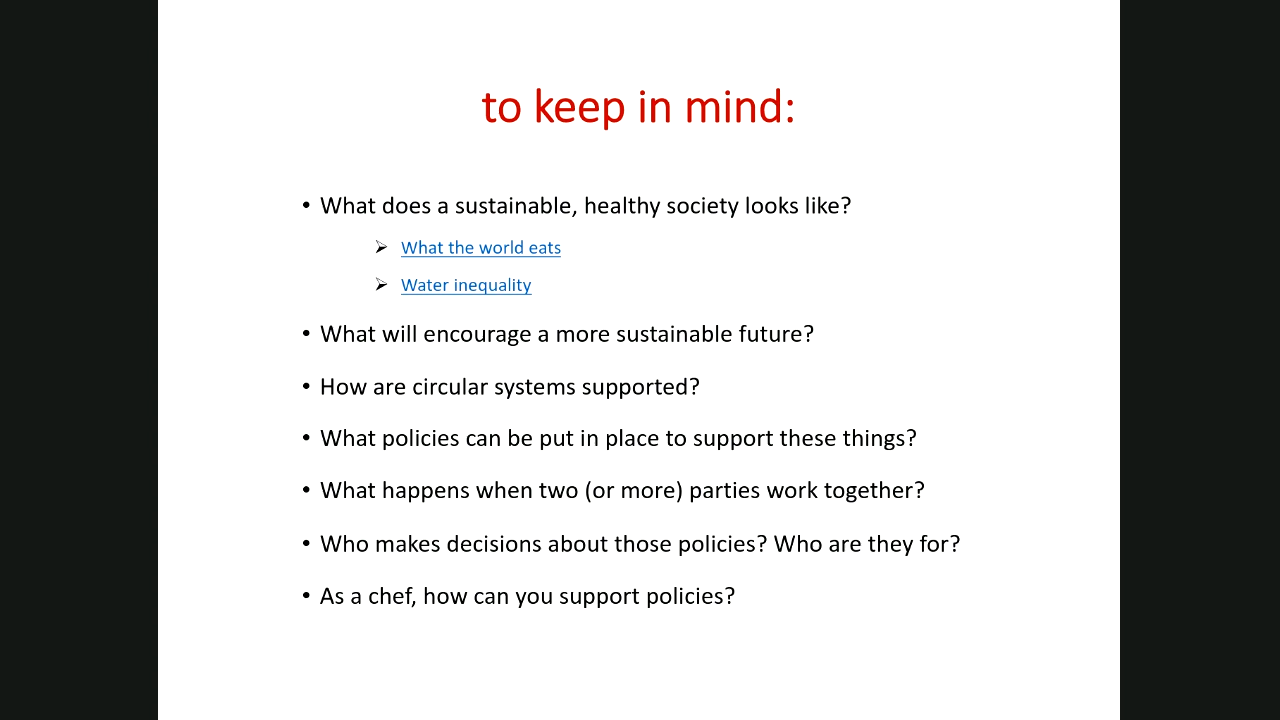 to keep in mind:
• What does a sustainable, healthy society looks like?
➢ What the world eats
➢ Water inequality
• What will encourage a more sustainable future?
• How are circular systems supported?
• What policies can be put in place to support these things?
• What happens when two (or more) parties work together?
• Who makes decisions about those policies? Who are they for?
• As a chef, how can you support policies?